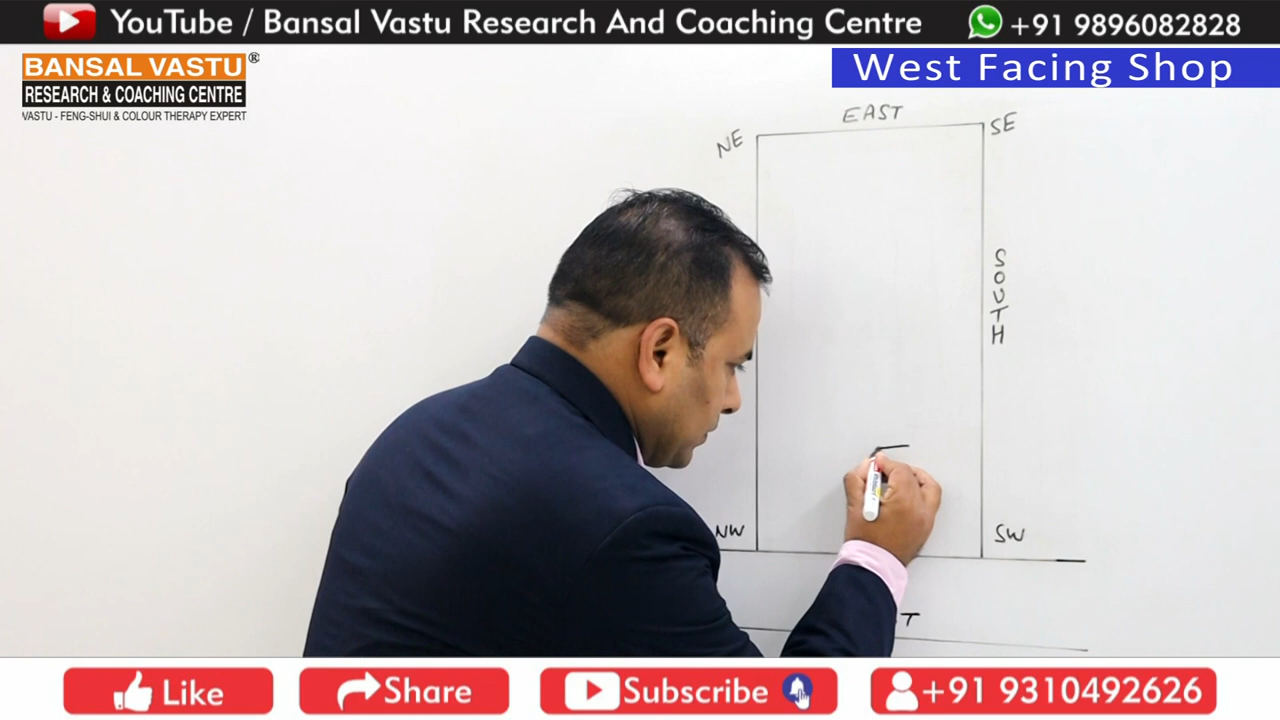 YouTube / Bansal Vastu Research And Coaching Centre
+91 9896082828
BANSAL VASTU®
RESEARCH & COACHING CENTRE
VASTU - FENG-SHUI & COLOUR THERAPY EXPERT
West Facing Shop
EAST
NE
SE
SOUTH
NW
SW
Like
Share
Subscribe
+91 9310492626